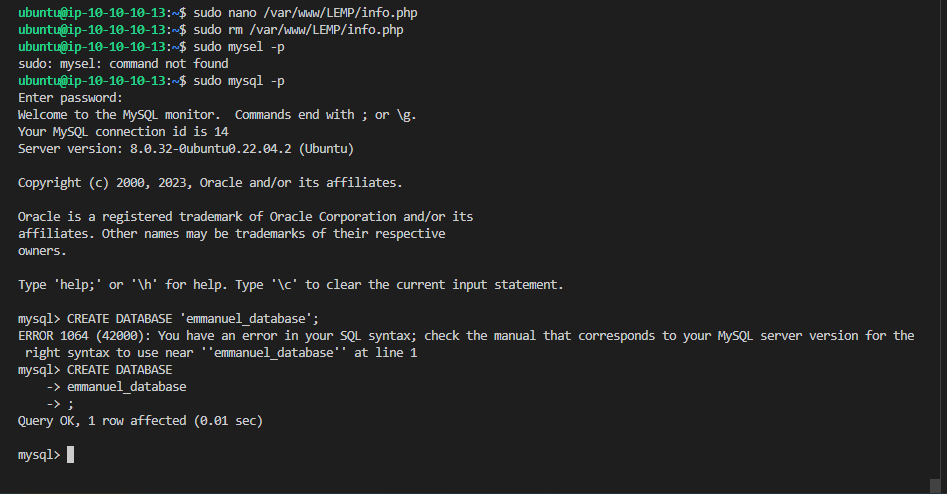 ubuntu@ip-10-10-10-13:~$ sudo nano /var/www/LEMP/info.php
ubuntu@ip-10-10-10-13:~$ sudo rm /var/www/LEMP/info.php
ubuntu@ip-10-10-10-13:~$ sudo mysel -p
sudo: mysel: command not found
ubuntu@ip-10-10-10-13:~$ sudo mysql -p
Enter password:
Welcome to the MySQL monitor.  Commands end with ; or \g.
Your MySQL connection id is 14
Server version: 8.0.32-0ubuntu0.22.04.2 (Ubuntu)

Copyright (c) 2000, 2023, Oracle and/or its affiliates.

Oracle is a registered trademark of Oracle Corporation and/or its
affiliates. Other names may be trademarks of their respective
owners.

Type 'help;' or '\h' for help. Type '\c' to clear the current input statement.

mysql> CREATE DATABASE 'emmanuel_database';
ERROR 1064 (42000): You have an error in your SQL syntax; check the manual that corresponds to your MySQL server version for the
 right syntax to use near ''emmanuel_database'' at line 1
mysql> CREATE DATABASE
    -> emmanuel_database
    -> ;
Query OK, 1 row affected (0.01 sec)

mysql>